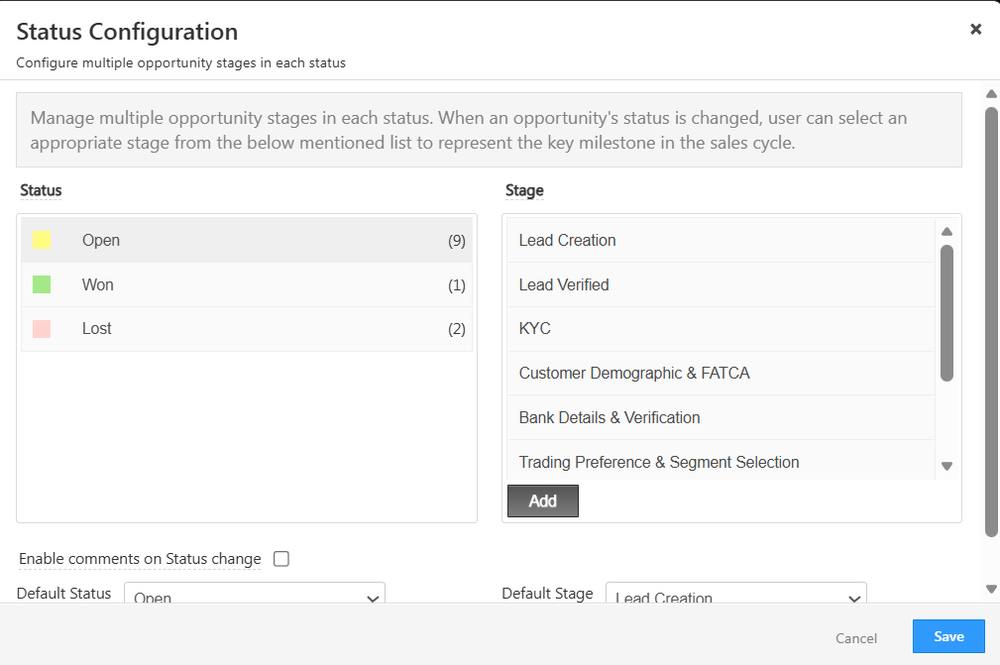 Status Configuration
Configure multiple opportunity stages in each status
Manage multiple opportunity stages in each status. When an opportunity's status is changed, user can select an
appropriate stage from the below mentioned list to represent the key milestone in the sales cycle.
Status
Open (9)
Won (1)
Lost (2)
Stage
Lead Creation
Lead Verified
KYC
Customer Demographic & FATCA
Bank Details & Verification
Trading Preference & Segment Selection
Add
Enable comments on Status change
Default Status Open
Default Stage Lead Creation
Cancel
Save